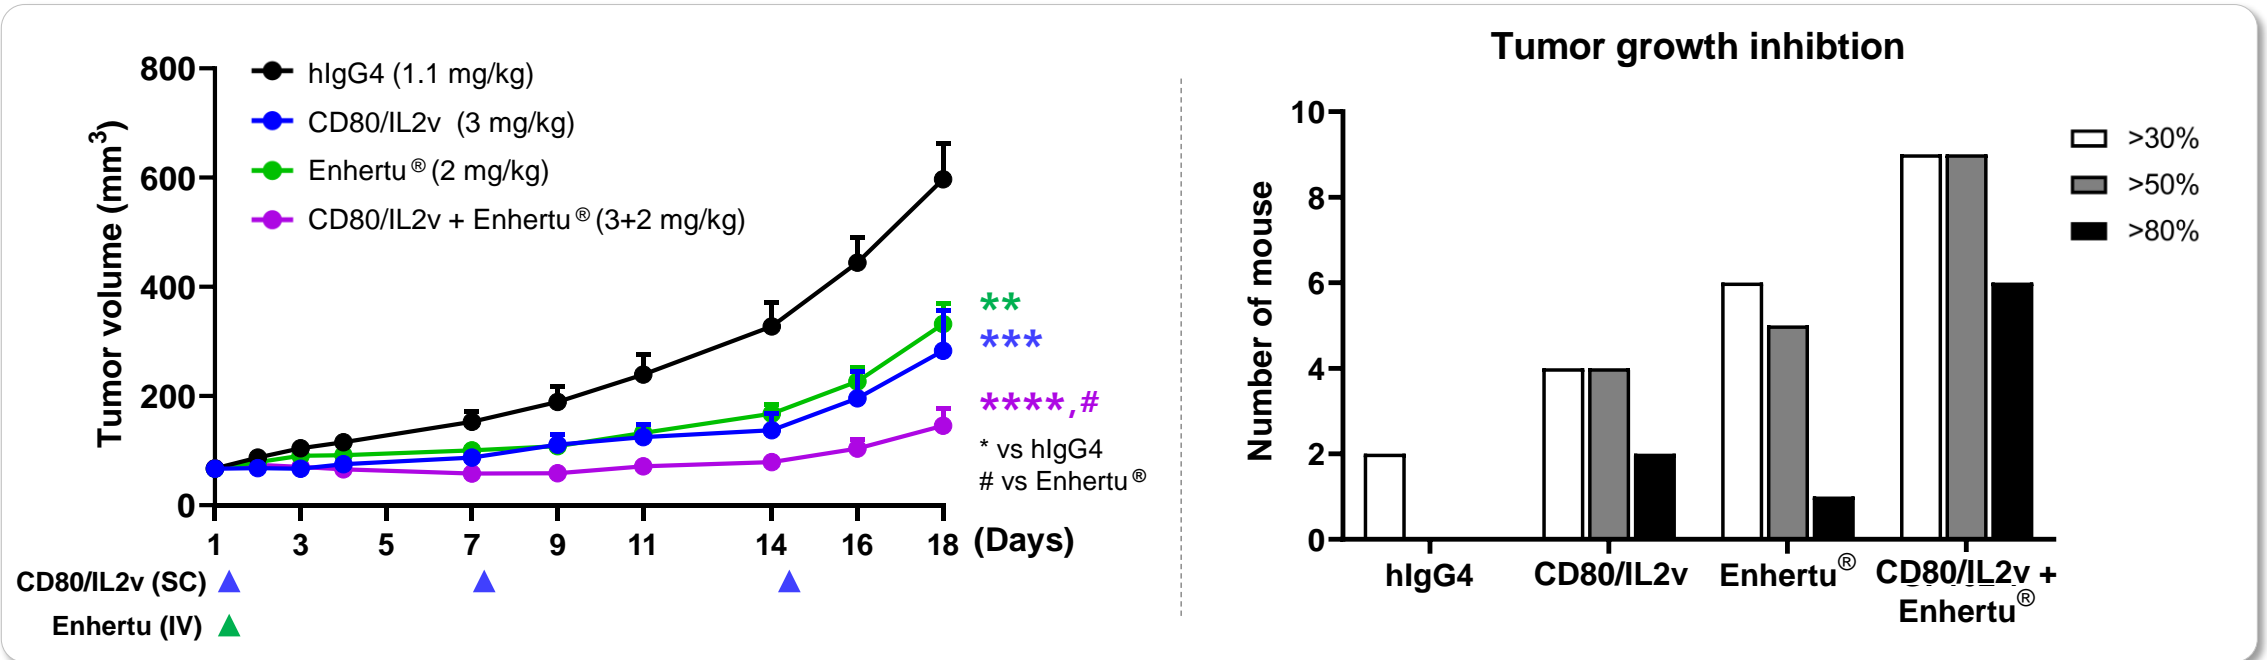 hIgG4 (1.1 mg/kg)
CD80/IL2v (3 mg/kg)
Enhertu® (2 mg/kg)
CD80/IL2v + Enhertu® (3+2 mg/kg)
Tumor volume (mm³)
800
600
400
200
0
1 3 5 7 9 11 14 16 18 (Days)
**
***
****,#
* vs hIgG4
# vs Enhertu®
CD80/IL2v (SC)
Enhertu (IV)
Tumor growth inhibtion
Number of mouse
10
8
6
4
2
0
>30%
>50%
>80%
hIgG4 CD80/IL2v Enhertu® CD80/IL2v +
Enhertu®